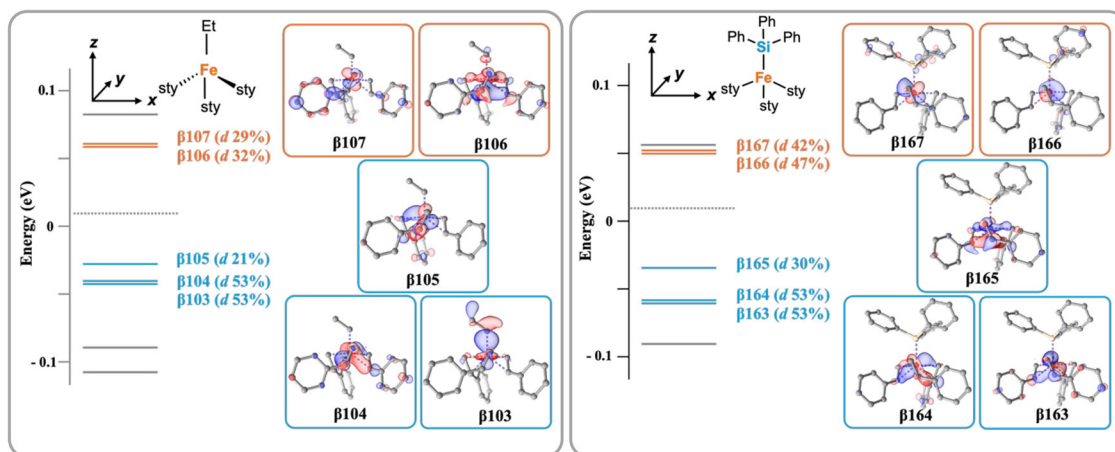 z
y
x
Et
Fe
sty
sty
sty
Energy (eV)
0.1
0
- 0.1
β107 (d 29%)
β106 (d 32%)
β105 (d 21%)
β104 (d 53%)
β103 (d 53%)
β107
β106
β105
β104
β103
z
y
x
Ph
Ph
Ph
Si
Fe
sty
sty
sty
Energy (eV)
0.1
0
- 0.1
β167 (d 42%)
β166 (d 47%)
β165 (d 30%)
β164 (d 53%)
β163 (d 53%)
β167
β166
β165
β164
β163